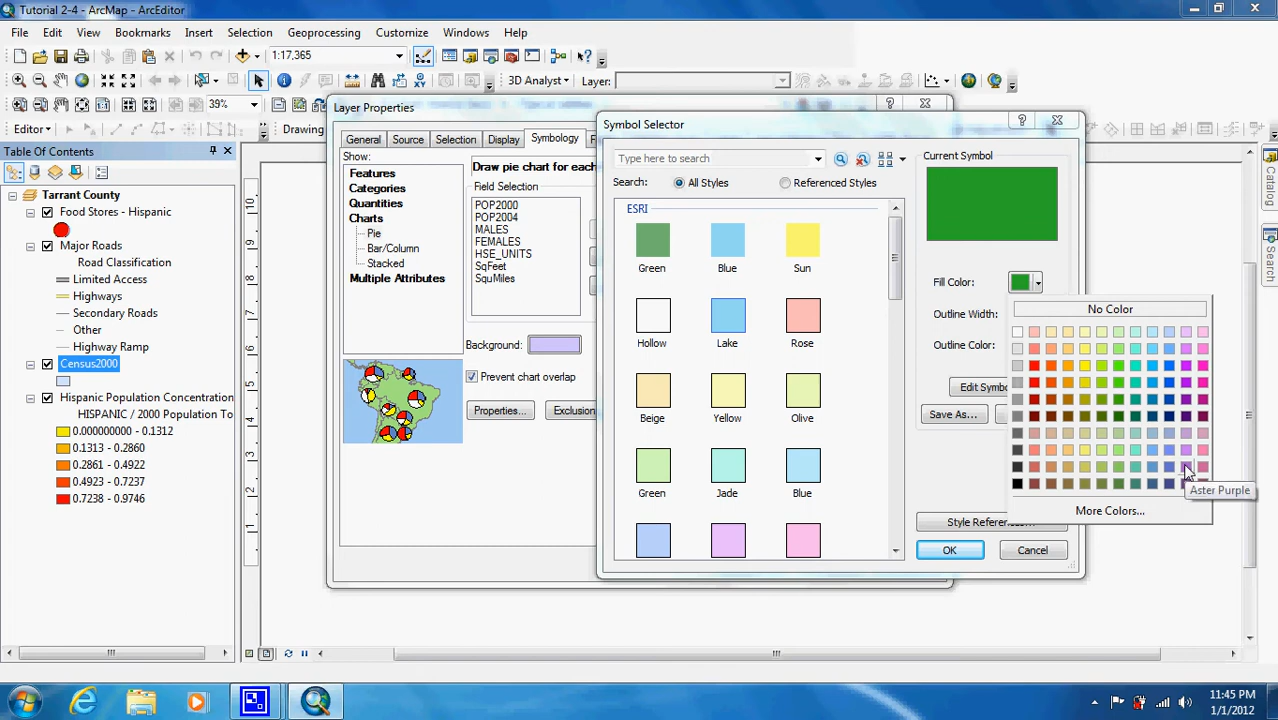 Tutorial 2-4 - ArcMap - ArcEditor
File Edit View Bookmarks Insert Selection Geoprocessing Customize Windows Help
1:17,365
3D Analyst Layer:
39%
Editor Drawing
Table Of Contents
Tarrant County
Food Stores - Hispanic
Major Roads
Road Classification
Limited Access
Highways
Secondary Roads
Other
Highway Ramp
Census2000
Hispanic Population Concentration
HISPANIC / 2000 Population To
0.000000000 - 0.1312
0.1313 - 0.2860
0.2861 - 0.4922
0.4923 - 0.7237
0.7238 - 0.9746
Layer Properties
General Source Selection Display Symbology F
Show:
Features
Categories
Quantities
Charts
Pie
Bar/Column
Stacked
Multiple Attributes
Draw pie chart for each
Field Selection
POP2000
POP2004
MALES
FEMALES
HSE_UNITS
SqFeet
SquMiles
Background:
Prevent chart overlap
Properties... Exclusion
Symbol Selector
Type here to search
Search: All Styles Referenced Styles
ESRI
Green Blue Sun
Hollow Lake Rose
Beige Yellow Olive
Green Jade Blue
Current Symbol
Fill Color:
Outline Width:
Outline Color:
Edit Symbo
Save As...
Style Reference...
OK Cancel
No Color
Aster Purple
More Colors...
Catalog
Search
11:45 PM
1/1/2012